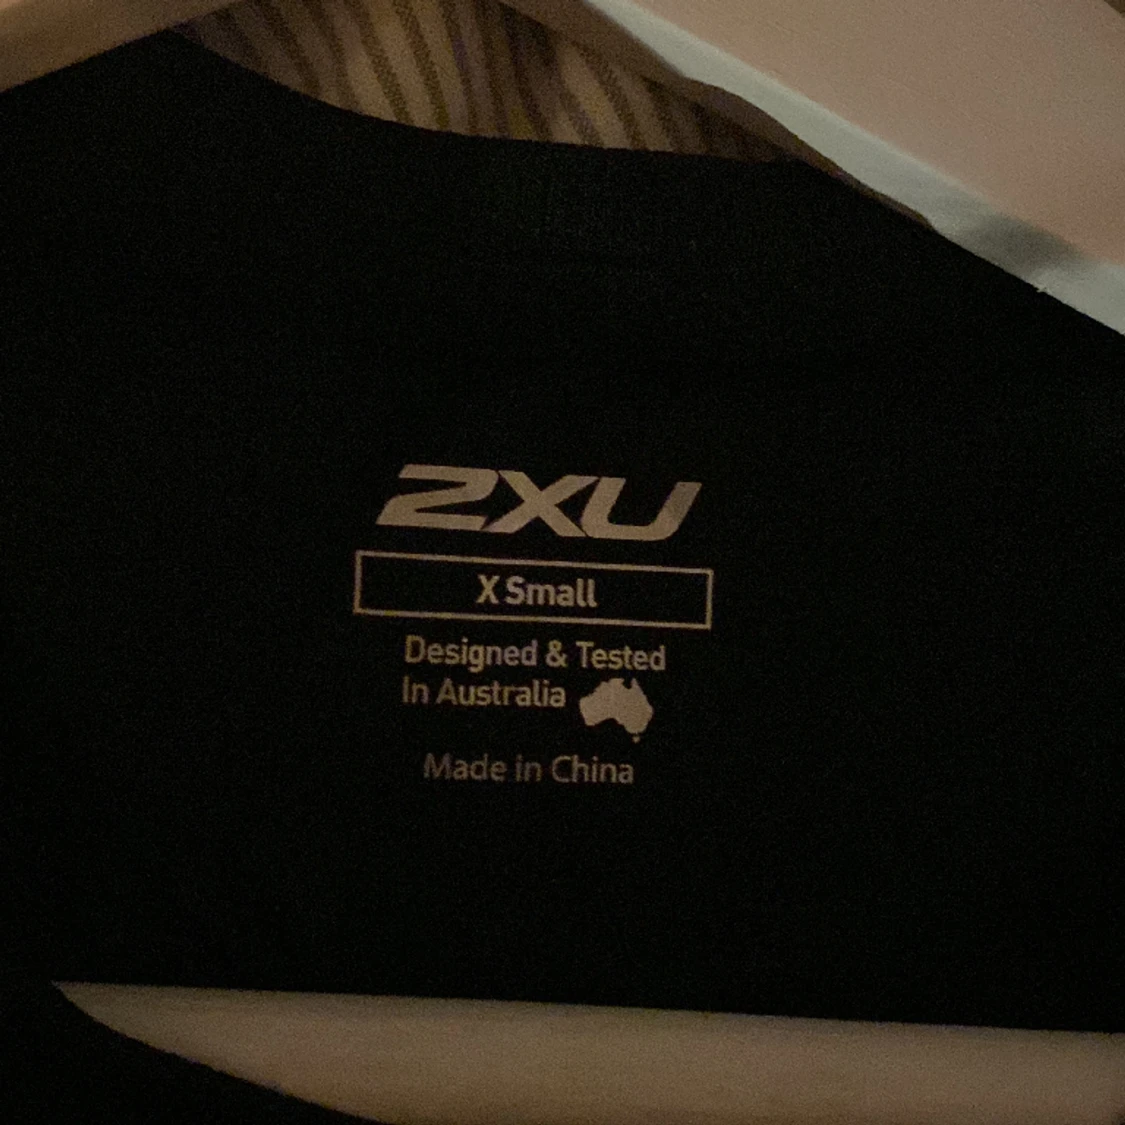 2XU
X Small
Designed & Tested
In Australia
Made in China